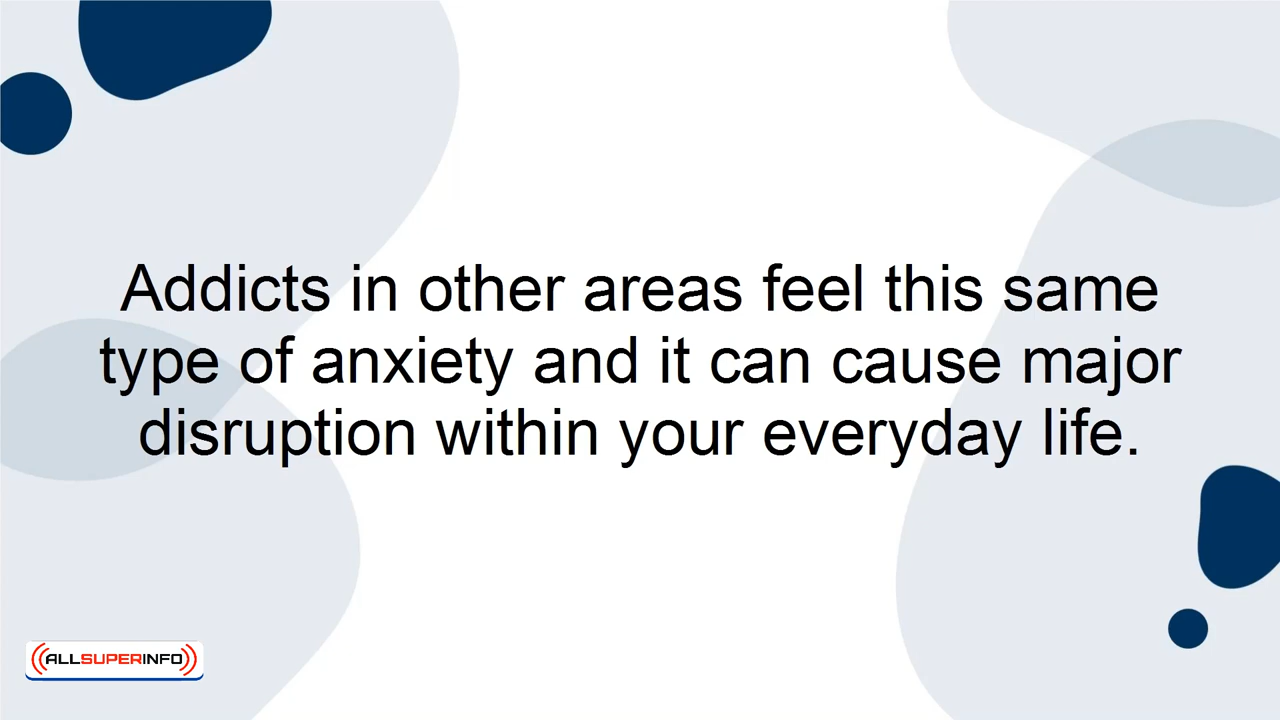 Addicts in other areas feel this same
type of anxiety and it can cause major
disruption within your everyday life.
ALLSUPERINFO